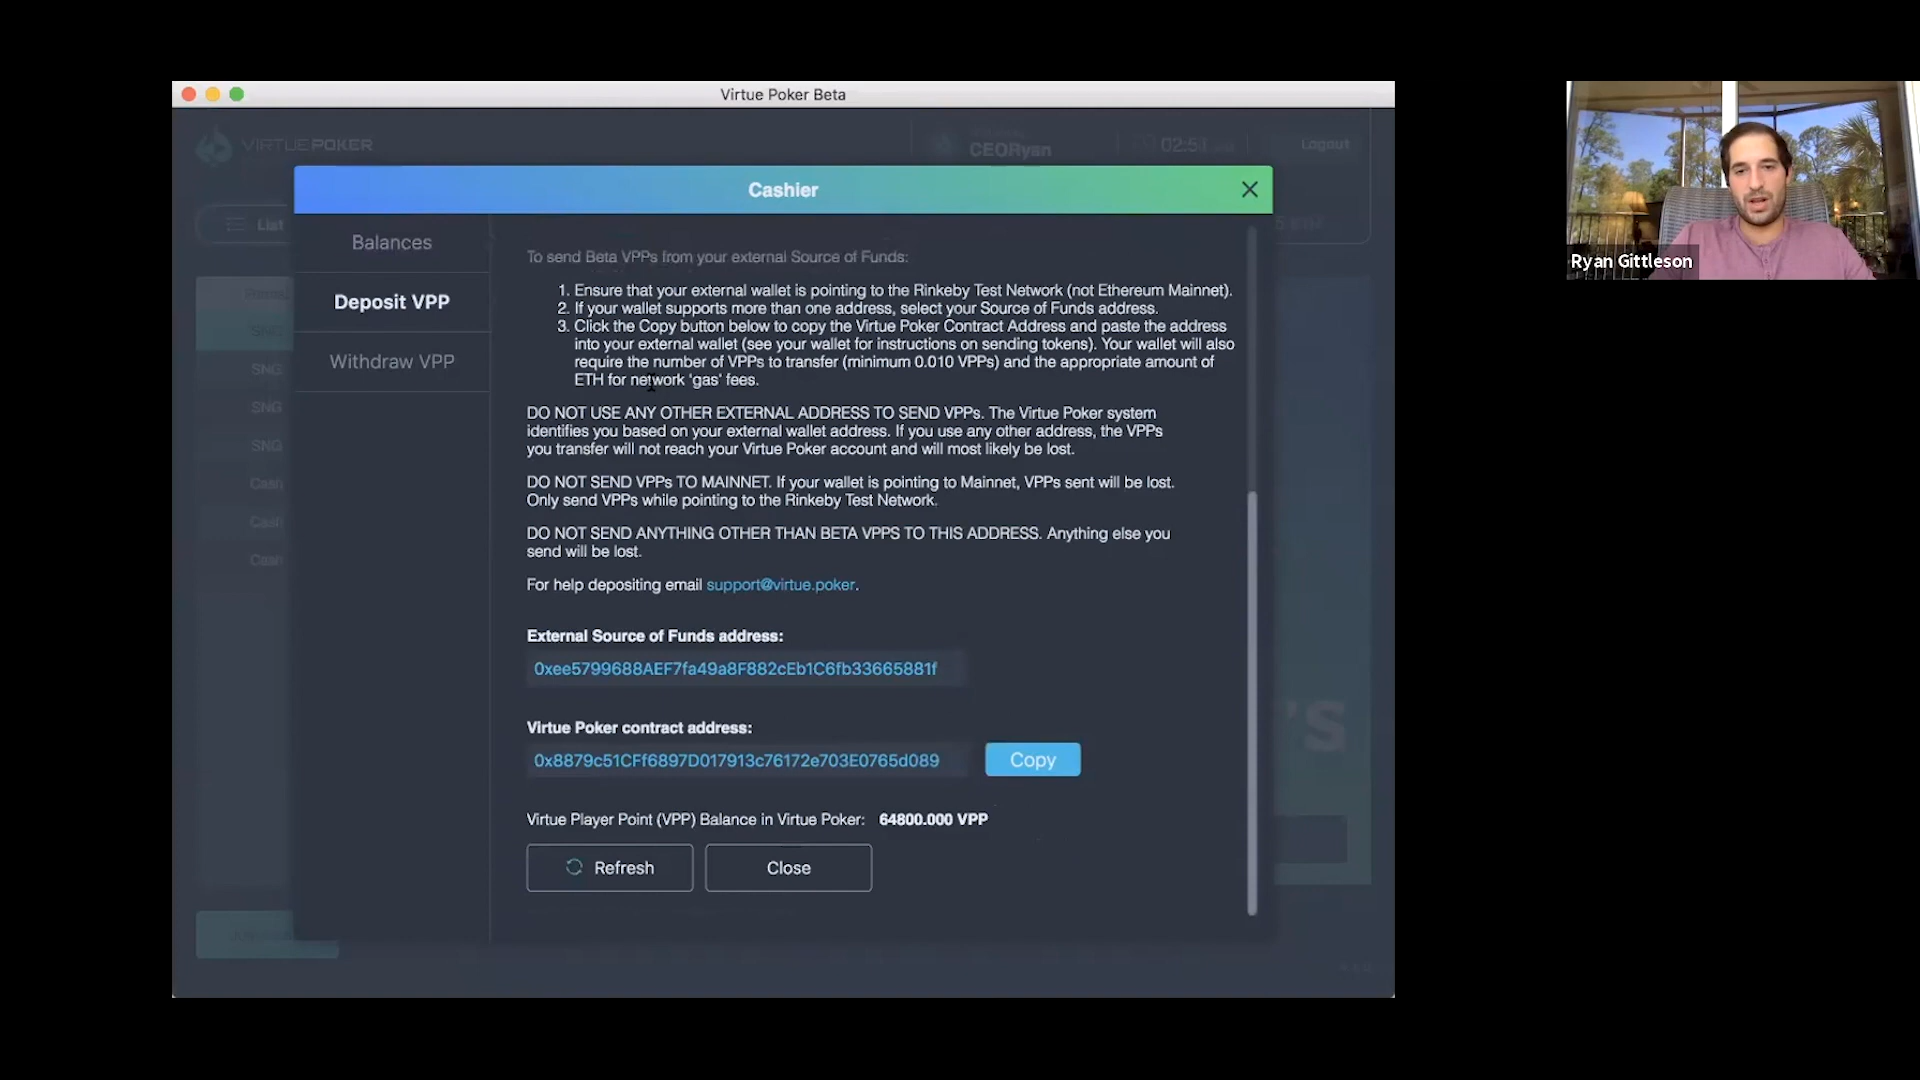 Virtue Poker Beta
VIRTUE POKER
CEORyan
02:51
Logout
Cashier
List
Balances
Deposit VPP
Withdraw VPP
SNG
SNG
SNG
SNG
Cash
Cash
Cash
To send Beta VPPs from your external Source of Funds:
1. Ensure that your external wallet is pointing to the Rinkeby Test Network (not Ethereum Mainnet).
2. If your wallet supports more than one address, select your Source of Funds address.
3. Click the Copy button below to copy the Virtue Poker Contract Address and paste the address
into your external wallet (see your wallet for instructions on sending tokens). Your wallet will also
require the number of VPPs to transfer (minimum 0.010 VPPs) and the appropriate amount of
ETH for network 'gas' fees.
DO NOT USE ANY OTHER EXTERNAL ADDRESS TO SEND VPPs. The Virtue Poker system
identifies you based on your external wallet address. If you use any other address, the VPPs
you transfer will not reach your Virtue Poker account and will most likely be lost.
DO NOT SEND VPPs TO MAINNET. If your wallet is pointing to Mainnet, VPPs sent will be lost.
Only send VPPs while pointing to the Rinkeby Test Network.
DO NOT SEND ANYTHING OTHER THAN BETA VPPS TO THIS ADDRESS. Anything else you
send will be lost.
For help depositing email support@virtue.poker.
External Source of Funds address:
0xee5799688AEF7fa49a8F882cEb1C6fb33665881f
Virtue Poker contract address:
0x8879c51CFf6897D017913c76172e703E0765d089
Copy
Virtue Player Point (VPP) Balance in Virtue Poker: 64800.000 VPP
Refresh
Close
'S
Ryan Gittleson